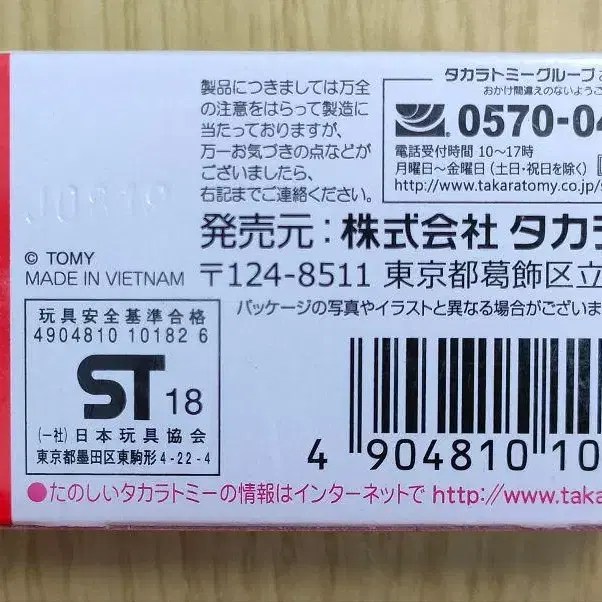 製品につきましては万全
の注意をはらって製造に
当たっておりますが、
万一お気づきの点などが
ございましたら、
右記までご連絡ください。
タカラトミーグループ
おかけ間違えのないようご
0570-04
電話受付時間 10〜17時
月曜日〜金曜日(土・日・祝日を除く)
http://www.takaratomy.co.jp/s
発売元:株式会社 タカラ
〒124-8511 東京都葛飾区立
パッケージの写真やイラストと異なる場合がございま
© TOMY
MADE IN VIETNAM
玩具安全基準合格
4904810 10182 6
ST 18
(一社)日本玩具協会
東京都墨田区東駒形4-22-4
4 904810 10
●たのしいタカラトミーの情報はインターネットで http://www.taka